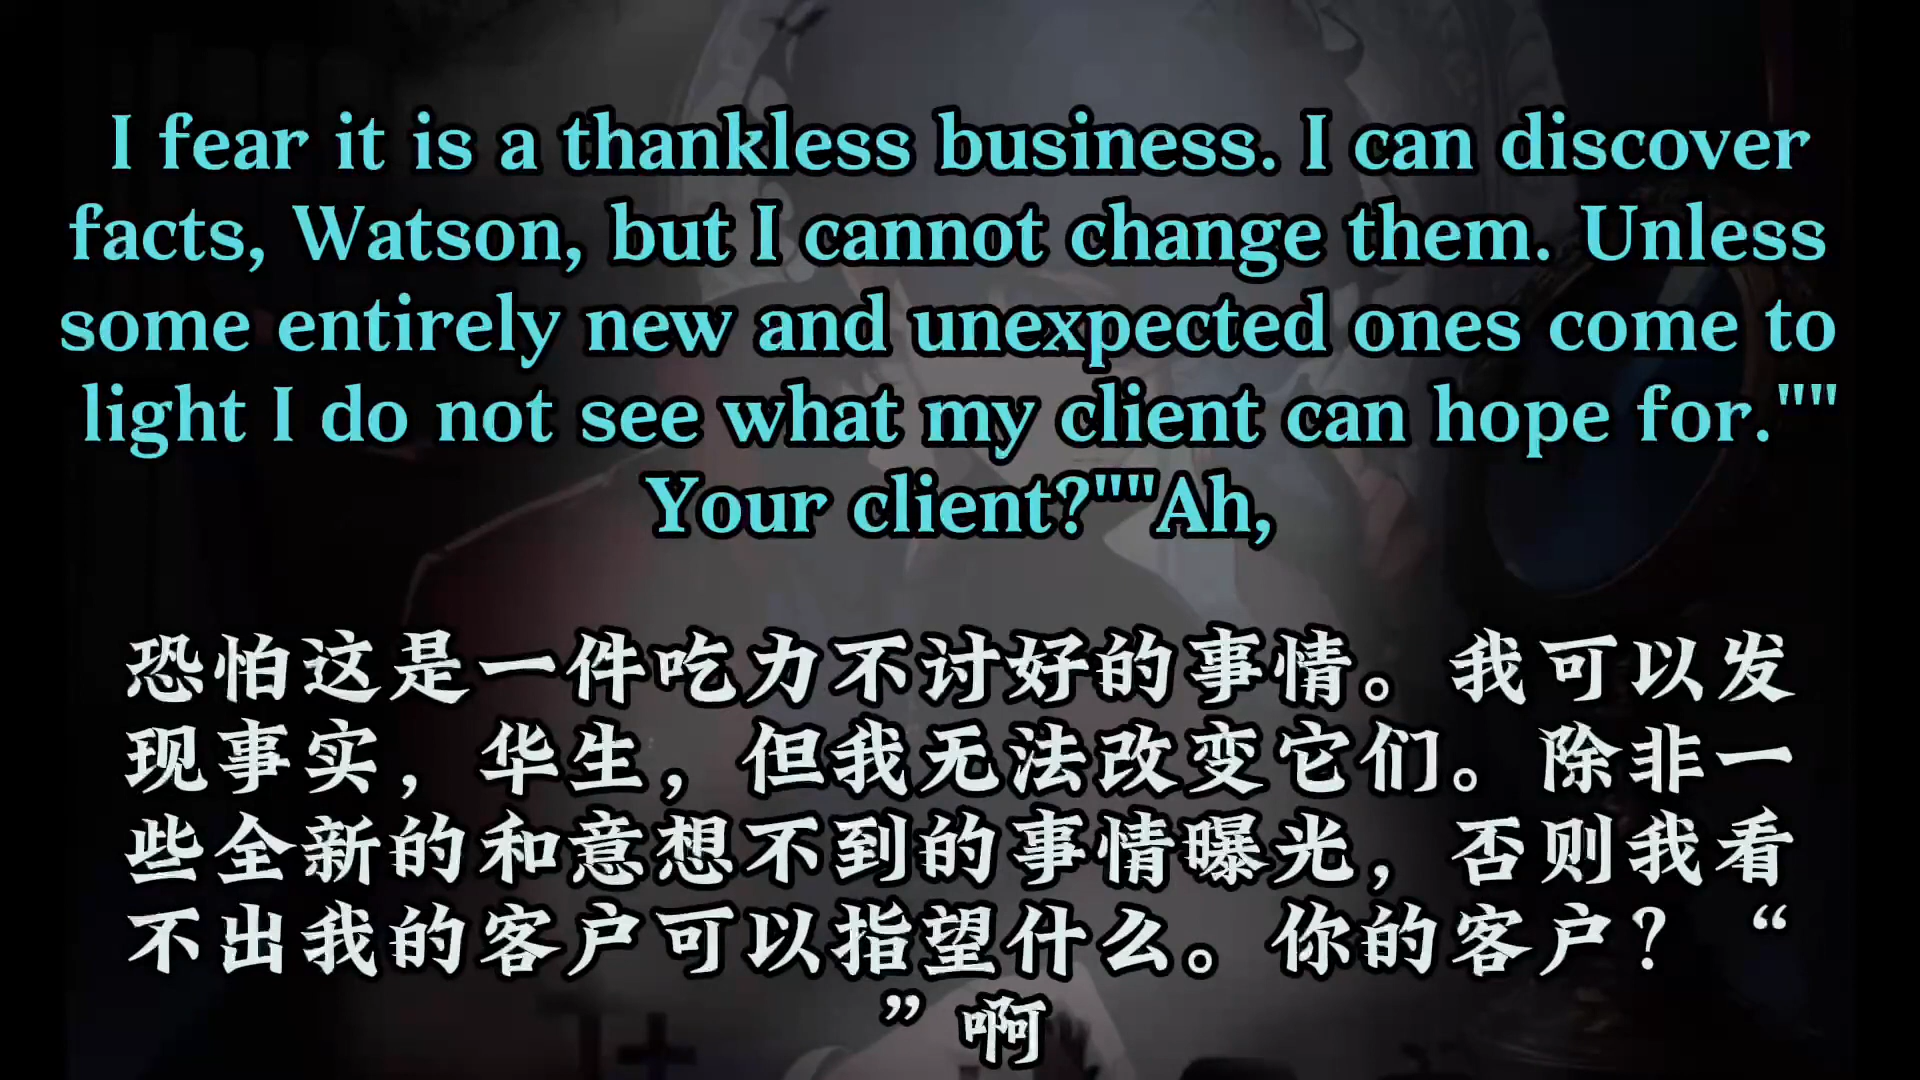 I fear it is a thankless business. I can discover
facts, Watson, but I cannot change them. Unless
some entirely new and unexpected ones come to
light I do not see what my client can hope for.""
Your client?""Ah,
恐怕这是一件吃力不讨好的事情。我可以发
现事实，华生，但我无法改变它们。除非一
些全新的和意想不到的事情曝光，否则我看
不出我的客户可以指望什么。你的客户？“
”啊